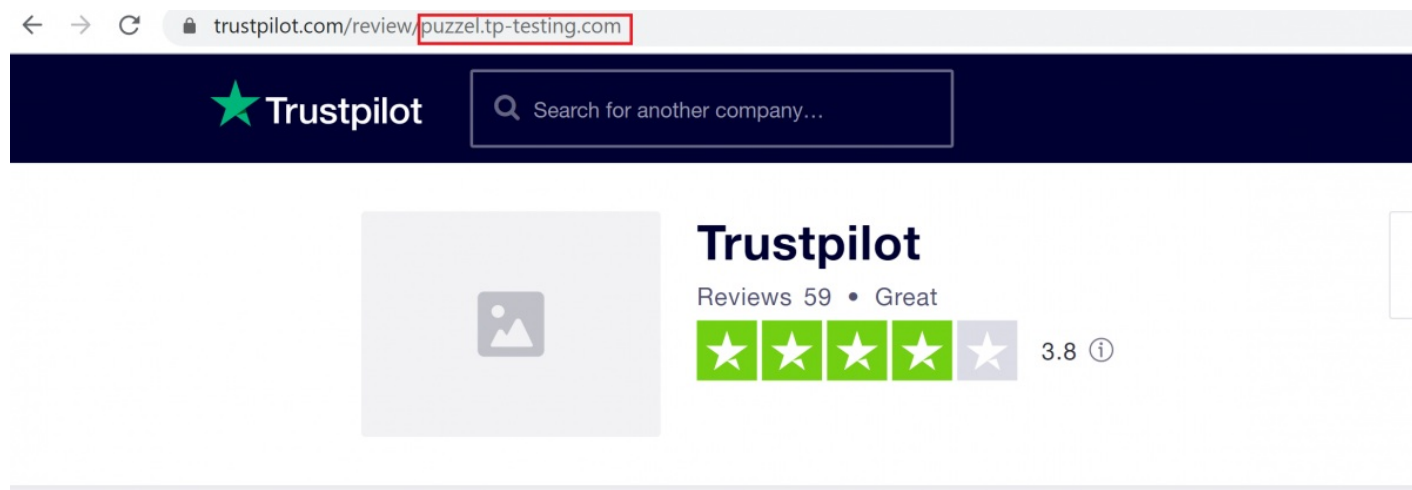 trustpilot.com/review/puzzel.tp-testing.com
Trustpilot
Search for another company...
Trustpilot
Reviews 59 • Great
3.8